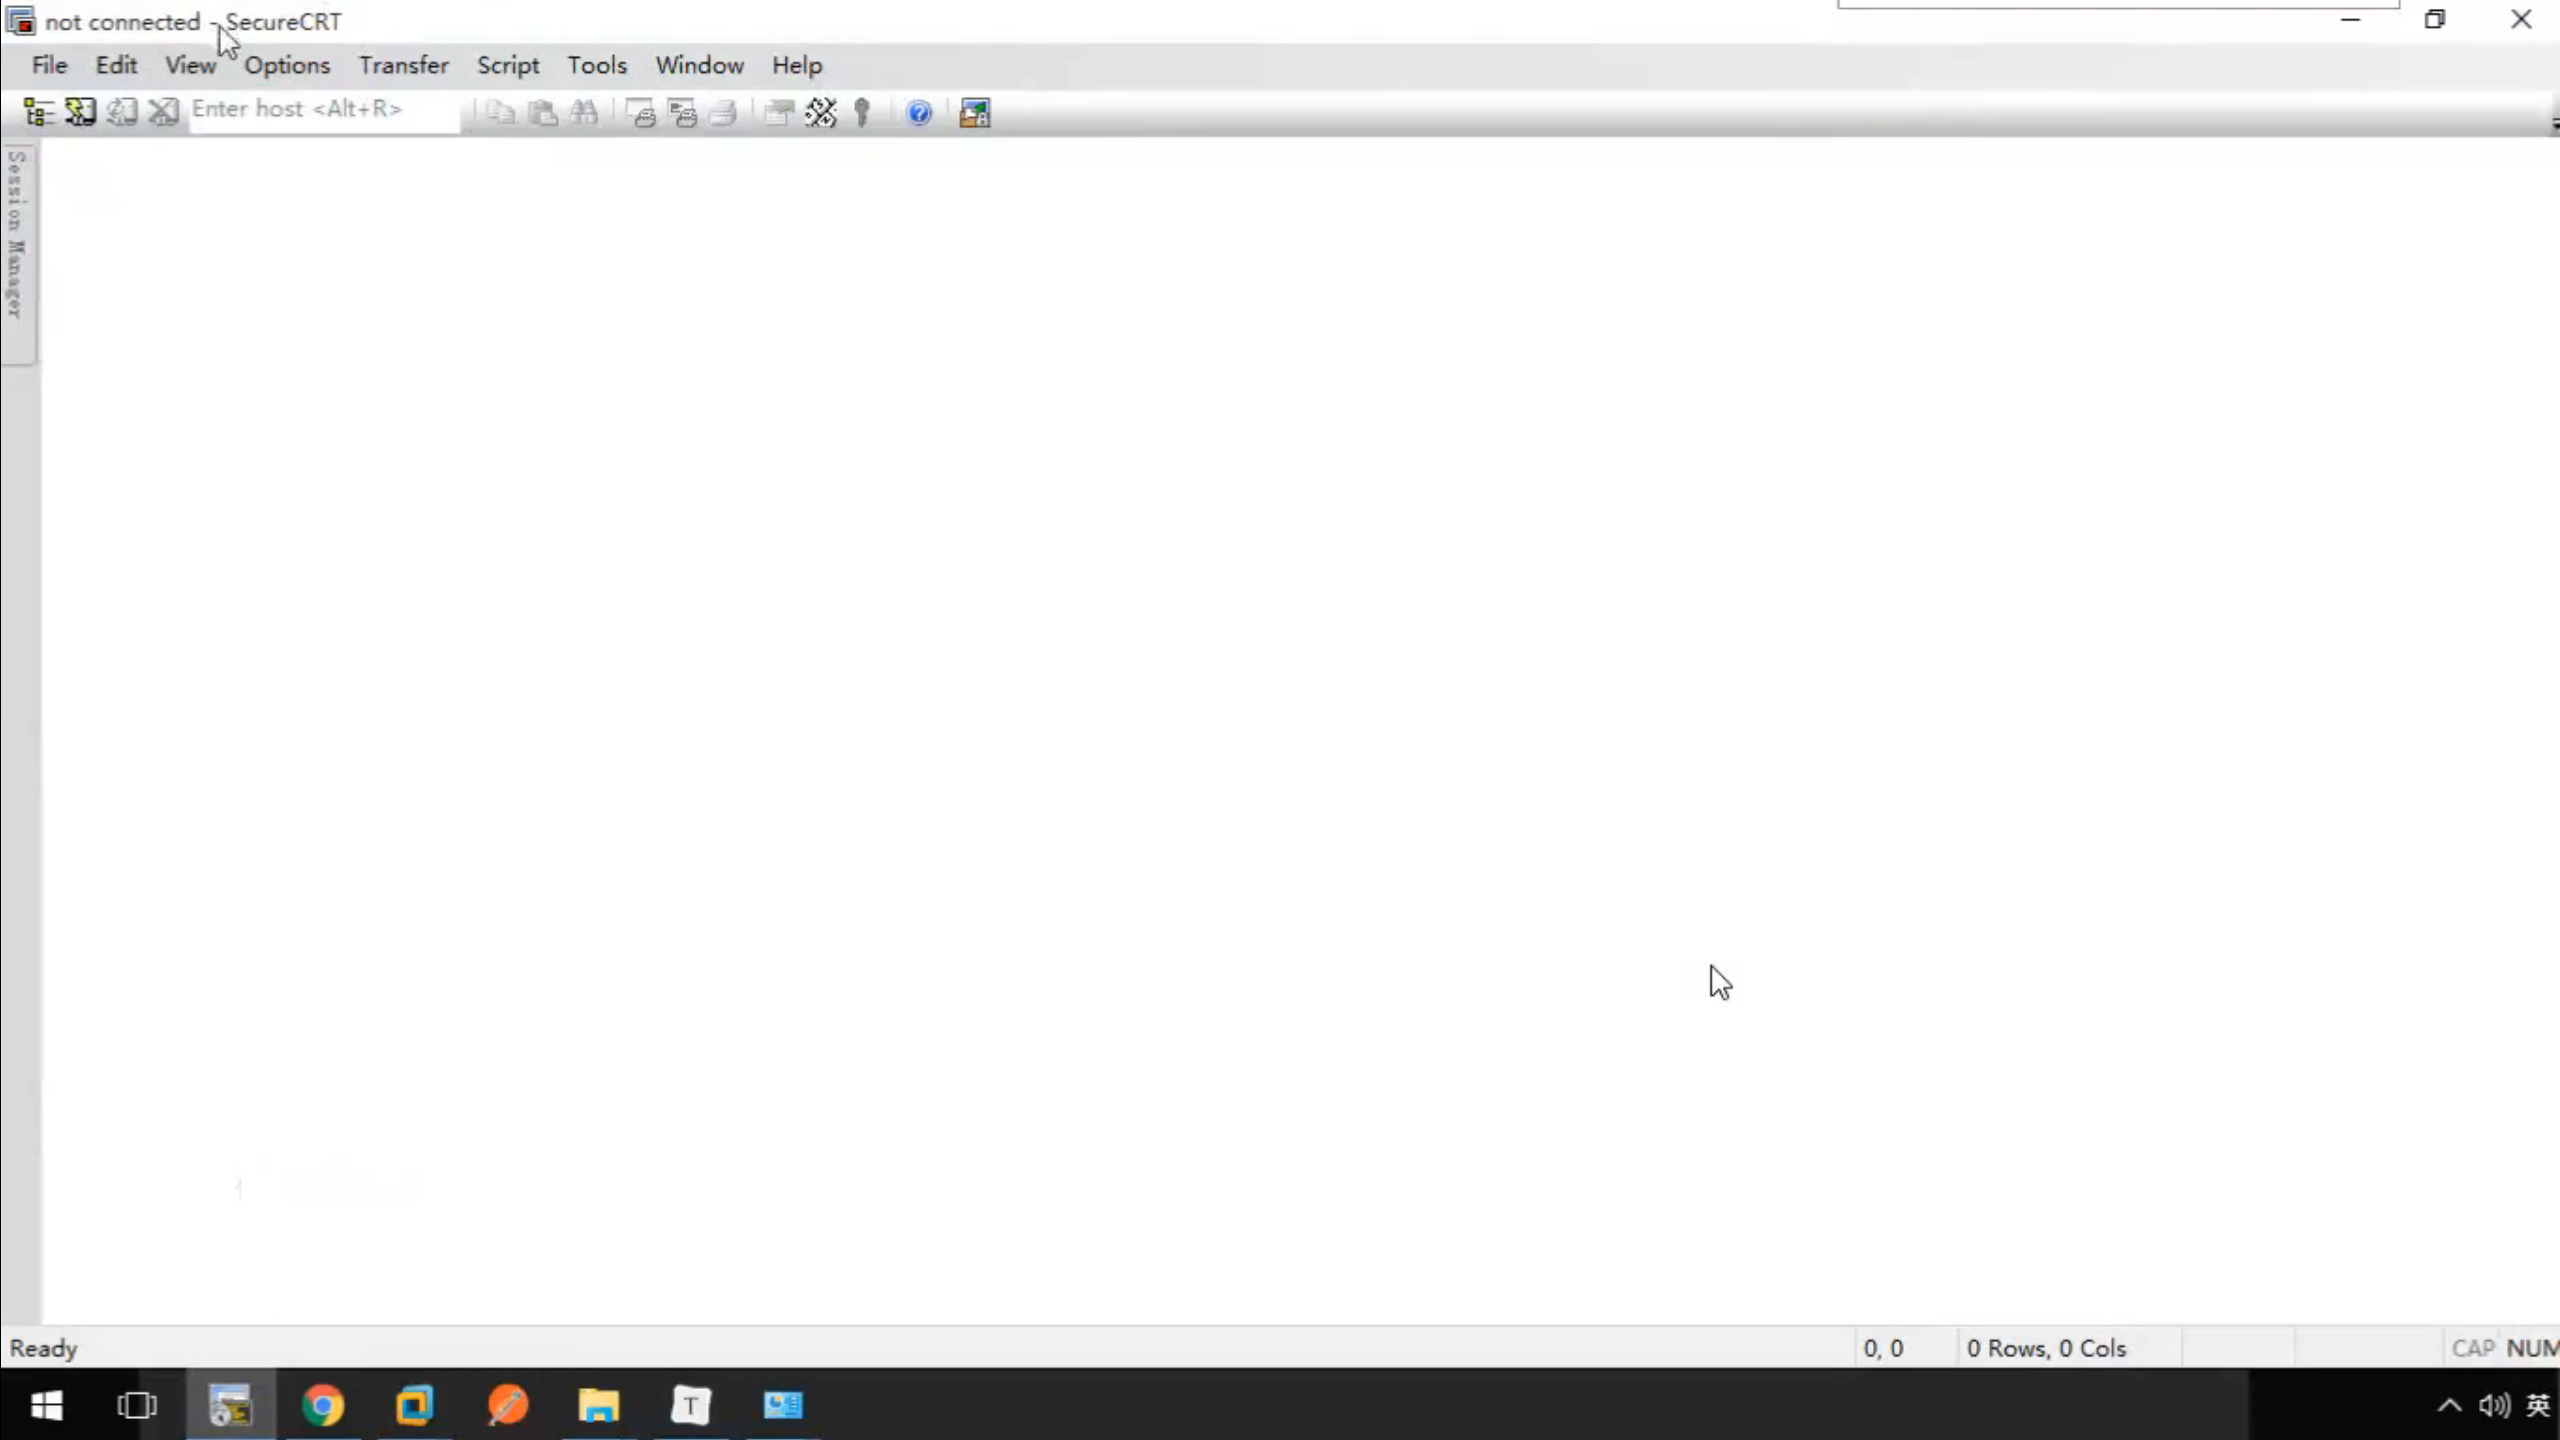 not connected - SecureCRT
File Edit View Options Transfer Script Tools Window Help
Enter host <Alt+R>
Session Manager
Ready 0, 0 0 Rows, 0 Cols CAP NUM
T 英